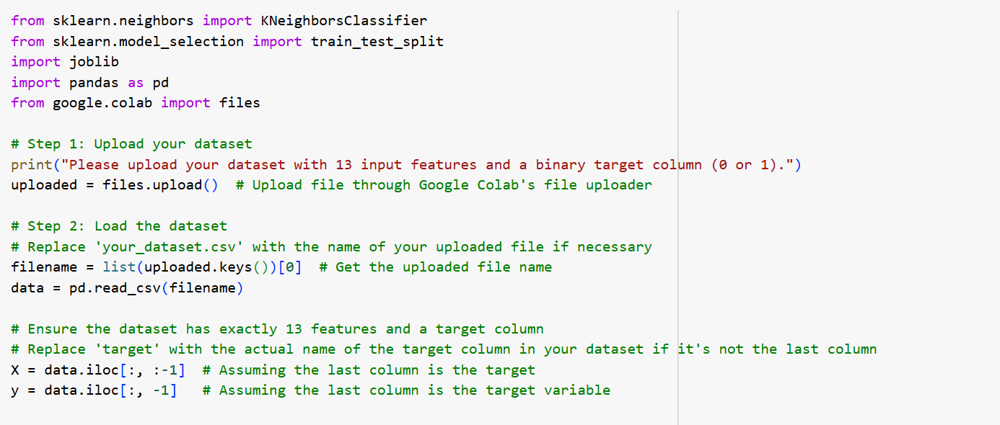 from sklearn.neighbors import KNeighborsClassifier
from sklearn.model_selection import train_test_split
import joblib
import pandas as pd
from google.colab import files
# Step 1: Upload your dataset
print("Please upload your dataset with 13 input features and a binary target column (0 or 1).")
uploaded = files.upload()  # Upload file through Google Colab's file uploader
# Step 2: Load the dataset
# Replace 'your_dataset.csv' with the name of your uploaded file if necessary
filename = list(uploaded.keys())[0]  # Get the uploaded file name
data = pd.read_csv(filename)
# Ensure the dataset has exactly 13 features and a target column
# Replace 'target' with the actual name of the target column in your dataset if it's not the last column
X = data.iloc[:, :-1]  # Assuming the last column is the target
y = data.iloc[:, -1]   # Assuming the last column is the target variable